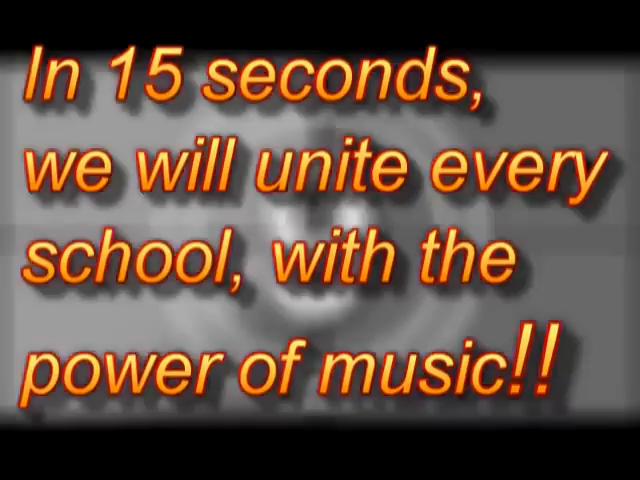 In 15 seconds,
we will unite every
school, with the
power of music!!